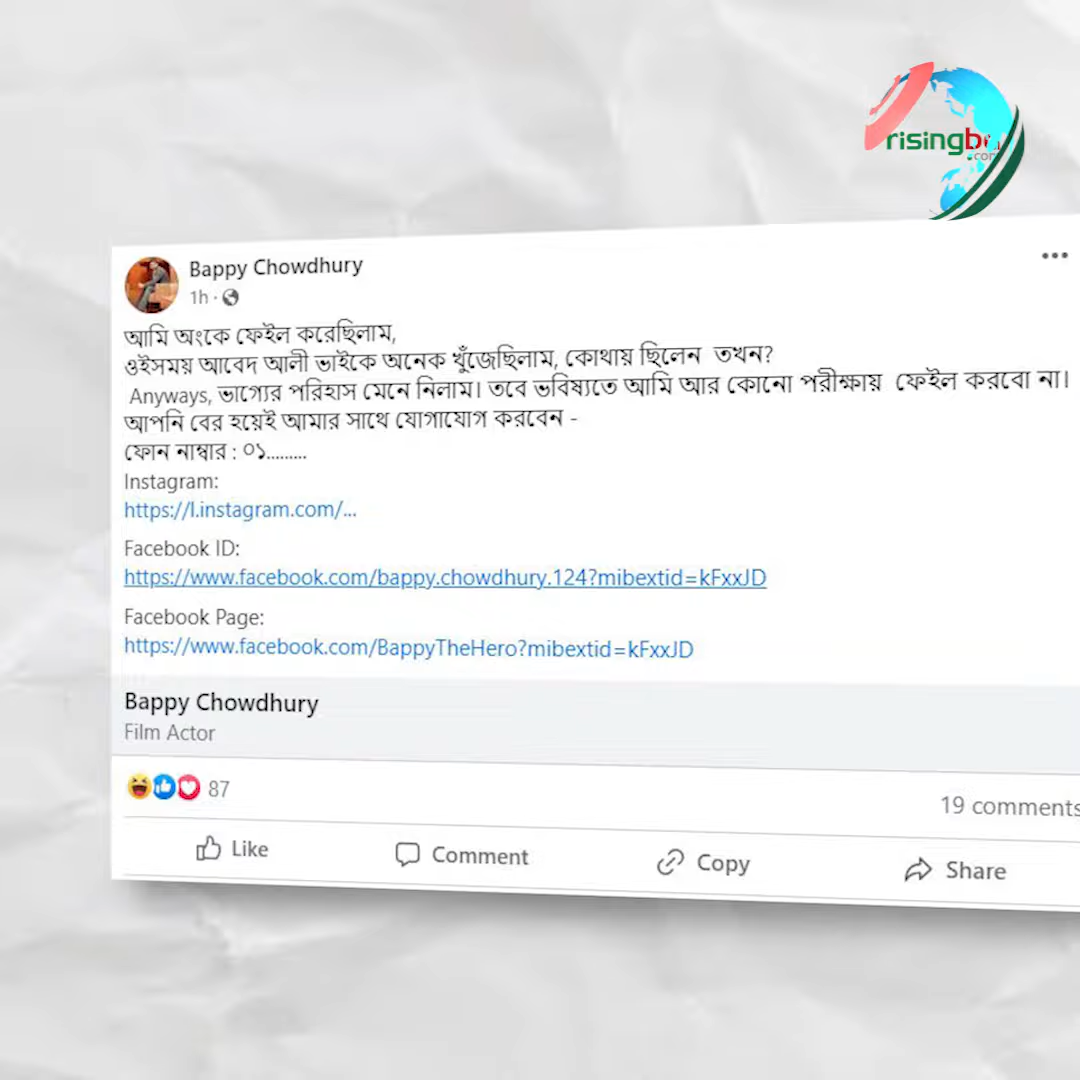 risingbd
.com
Bappy Chowdhury
1h ·
আমি অংকে ফেইল করেছিলাম,
ওইসময় আবেদ আলী ভাইকে অনেক খুঁজেছিলাম, কোথায় ছিলেন তখন?
Anyways, ভাগ্যের পরিহাস মেনে নিলাম। তবে ভবিষ্যতে আমি আর কোনো পরীক্ষায় ফেইল করবো না।
আপনি বের হয়েই আমার সাথে যোগাযোগ করবেন -
ফোন নাম্বার : ০১.........
Instagram:
https://l.instagram.com/...
Facebook ID:
https://www.facebook.com/bappy.chowdhury.124?mibextid=kFxxJD
Facebook Page:
https://www.facebook.com/BappyTheHero?mibextid=kFxxJD
Bappy Chowdhury
Film Actor
87
19 comments
Like Comment Copy Share